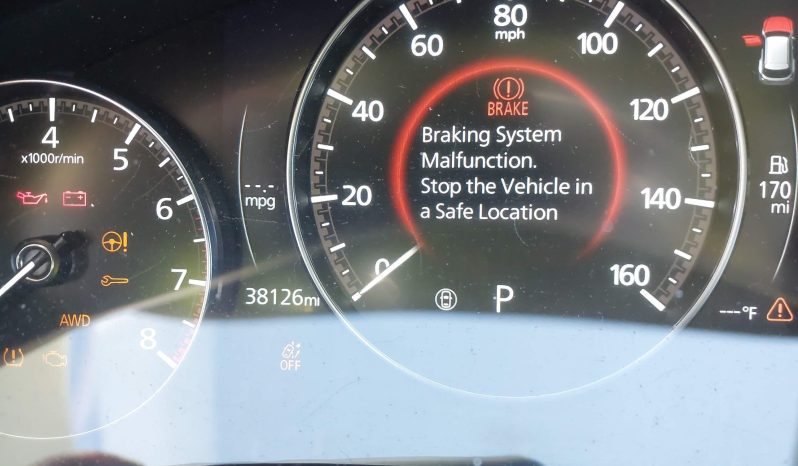 80
mph
60
100
40
120
20
140
0
160
BRAKE
Braking System
Malfunction.
Stop the Vehicle in
a Safe Location
4
x1000r/min
5
6
7
8
AWD
--.-
mpg
38126mi
OFF
P
170
mi
---°F